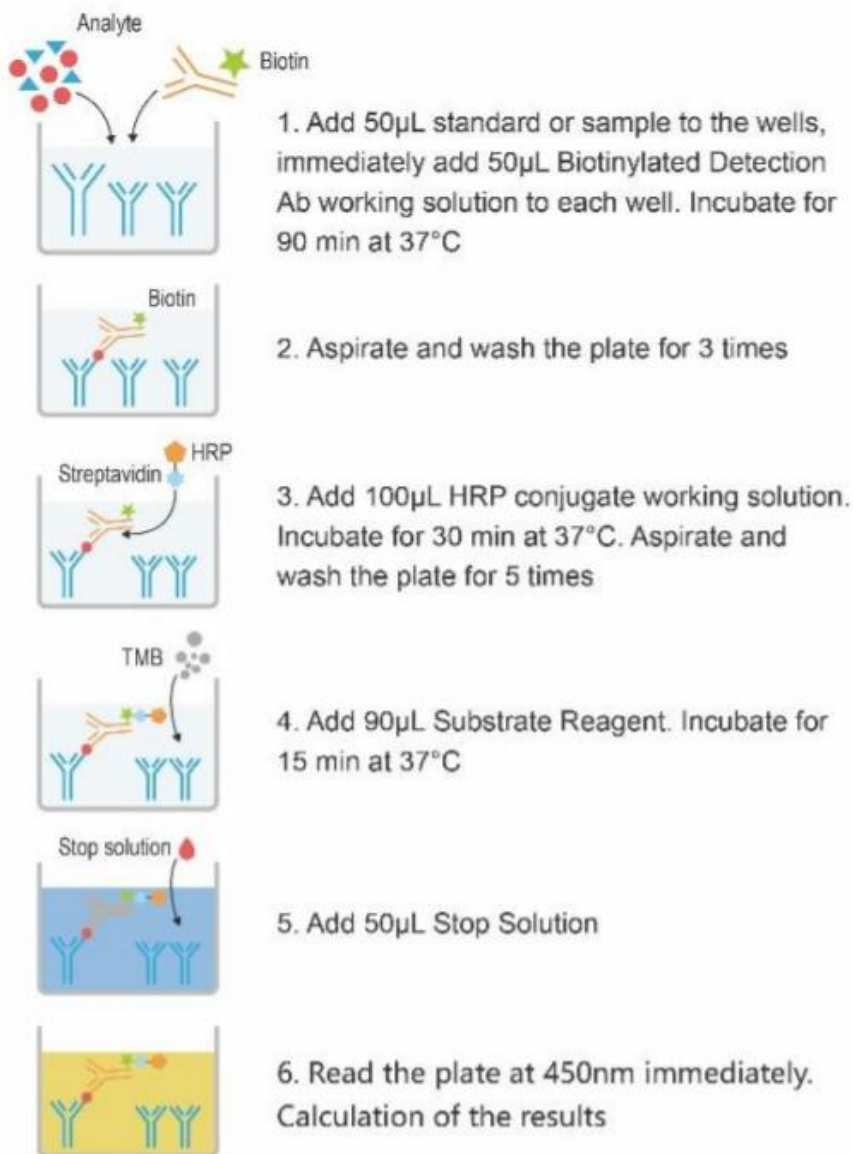 Analyte
Biotin
1. Add 50µL standard or sample to the wells,
immediately add 50µL Biotinylated Detection
Ab working solution to each well. Incubate for
90 min at 37°C
Biotin
2. Aspirate and wash the plate for 3 times
HRP
Streptavidin
3. Add 100µL HRP conjugate working solution.
Incubate for 30 min at 37°C. Aspirate and
wash the plate for 5 times
TMB
4. Add 90µL Substrate Reagent. Incubate for
15 min at 37°C
Stop solution
5. Add 50µL Stop Solution
6. Read the plate at 450nm immediately.
Calculation of the results